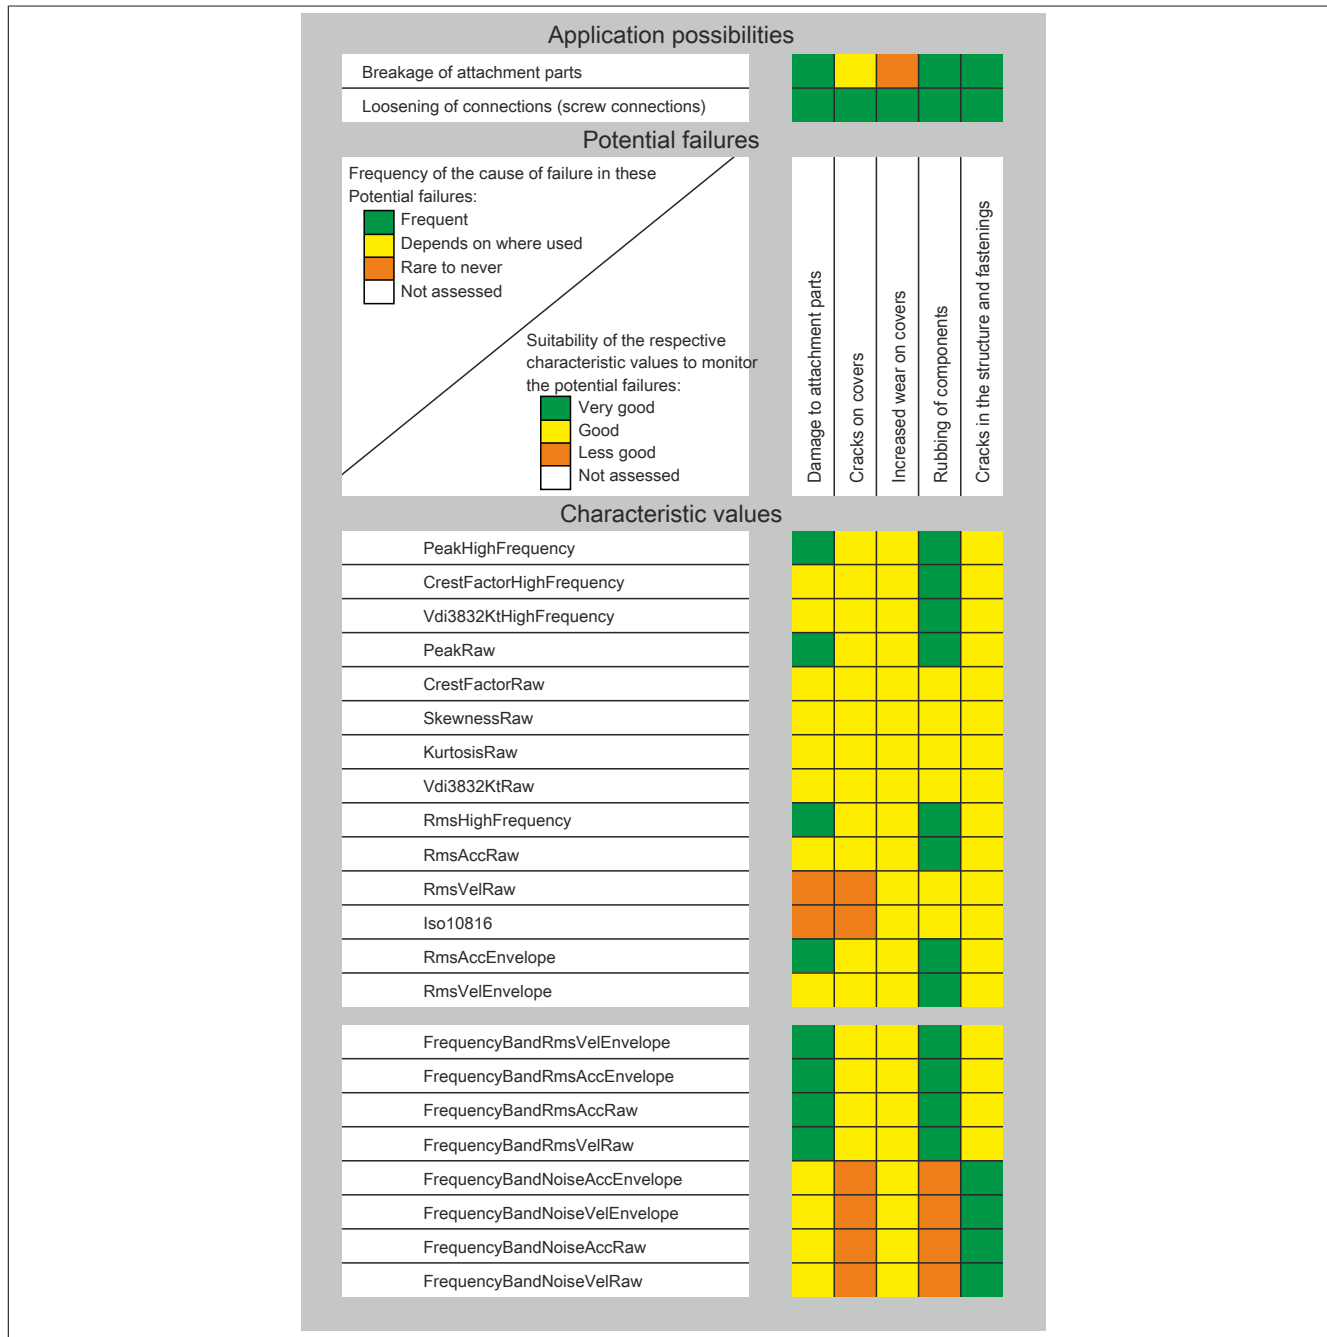 Application possibilities
Breakage of attachment parts
Loosening of connections (screw connections)
Potential failures
Frequency of the cause of failure in these
Potential failures:
Frequent
Depends on where used
Rare to never
Not assessed
Suitability of the respective
characteristic values to monitor
the potential failures:
Very good
Good
Less good
Not assessed
Damage to attachment parts
Cracks on covers
Increased wear on covers
Rubbing of components
Cracks in the structure and fastenings
Characteristic values
PeakHighFrequency
CrestFactorHighFrequency
Vdi3832KtHighFrequency
PeakRaw
CrestFactorRaw
SkewnessRaw
KurtosisRaw
Vdi3832KtRaw
RmsHighFrequency
RmsAccRaw
RmsVelRaw
Iso10816
RmsAccEnvelope
RmsVelEnvelope
FrequencyBandRmsVelEnvelope
FrequencyBandRmsAccEnvelope
FrequencyBandRmsAccRaw
FrequencyBandRmsVelRaw
FrequencyBandNoiseAccEnvelope
FrequencyBandNoiseVelEnvelope
FrequencyBandNoiseAccRaw
FrequencyBandNoiseVelRaw